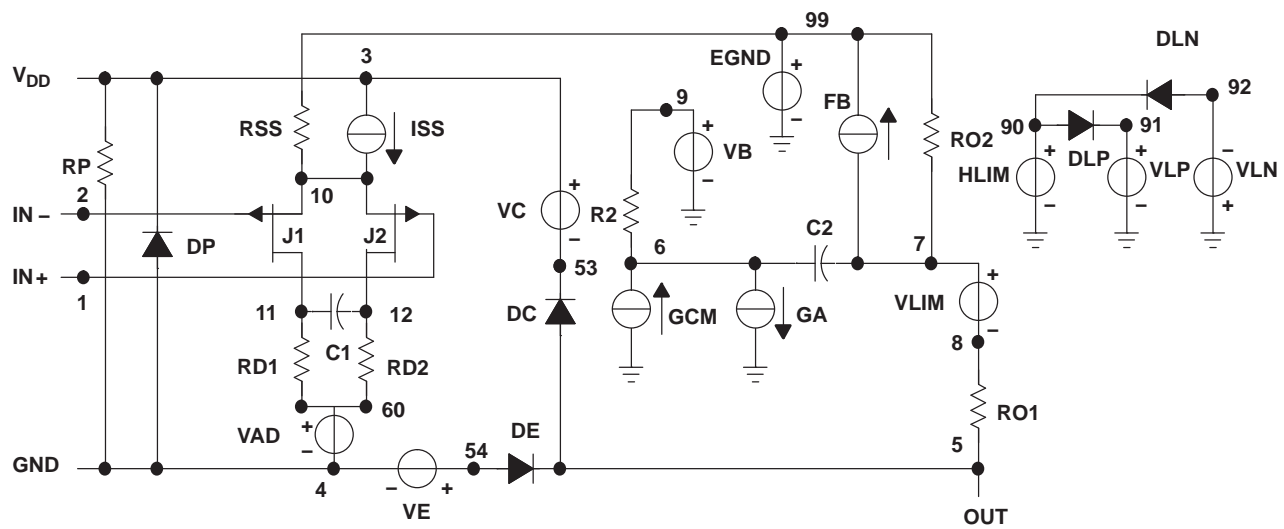 99
DLN
3
V_DD
EGND
+
–
FB
9
92
RSS
ISS
+
–
VB
RO2
90
91
DLP
+
–
HLIM
+
–
VLP
–
+
VLN
RP
2
10
IN –
J1
J2
VC
+
–
R2
C2
DP
6
7
IN +
1
53
11
12
C1
DC
GCM
GA
VLIM
+
–
8
RD1
RD2
60
RO1
VAD
+
–
DE
54
5
GND
4
–
+
VE
OUT